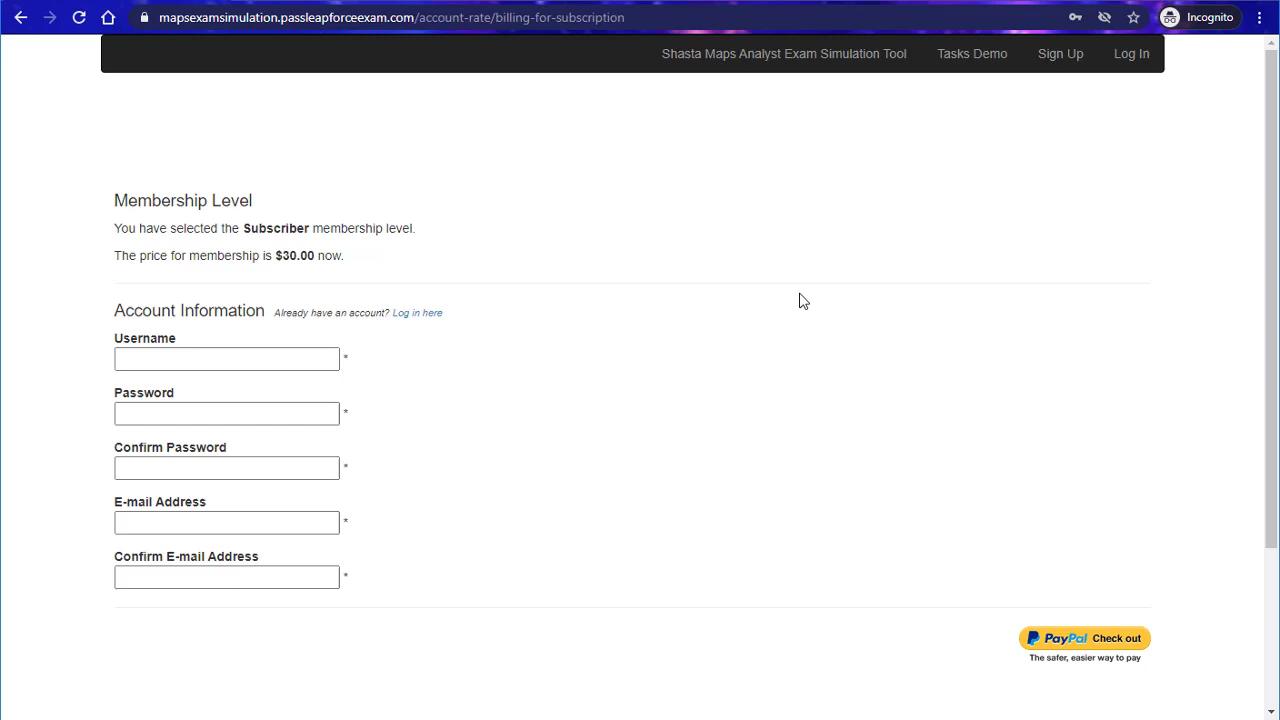 mapsexamsimulation.passleapforceexam.com/account-rate/billing-for-subscription
Incognito
Shasta Maps Analyst Exam Simulation Tool Tasks Demo Sign Up Log In
Membership Level
You have selected the Subscriber membership level.
The price for membership is $30.00 now.
Account Information Already have an account? Log in here
Username
*
Password
*
Confirm Password
*
E-mail Address
*
Confirm E-mail Address
*
PayPal Check out
The safer, easier way to pay